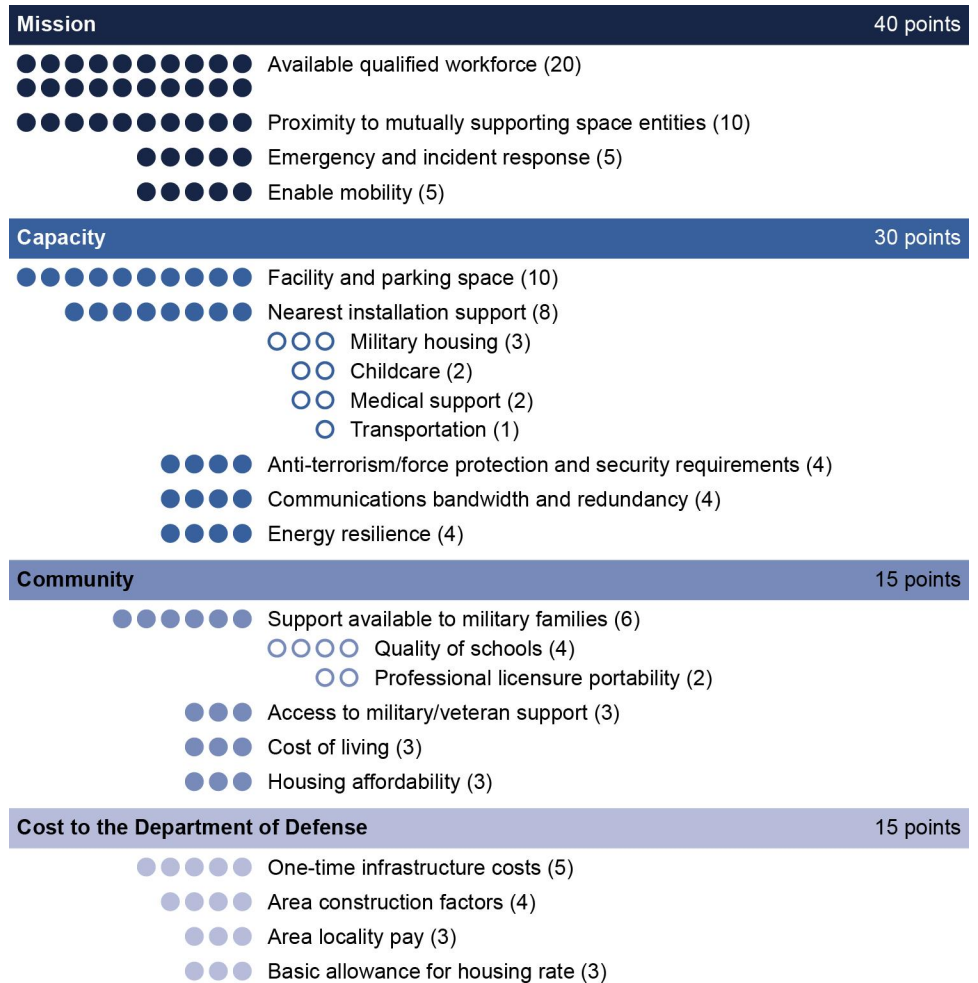 Mission 40 points
Available qualified workforce (20)
Proximity to mutually supporting space entities (10)
Emergency and incident response (5)
Enable mobility (5)
Capacity 30 points
Facility and parking space (10)
Nearest installation support (8)
Military housing (3)
Childcare (2)
Medical support (2)
Transportation (1)
Anti-terrorism/force protection and security requirements (4)
Communications bandwidth and redundancy (4)
Energy resilience (4)
Community 15 points
Support available to military families (6)
Quality of schools (4)
Professional licensure portability (2)
Access to military/veteran support (3)
Cost of living (3)
Housing affordability (3)
Cost to the Department of Defense 15 points
One-time infrastructure costs (5)
Area construction factors (4)
Area locality pay (3)
Basic allowance for housing rate (3)